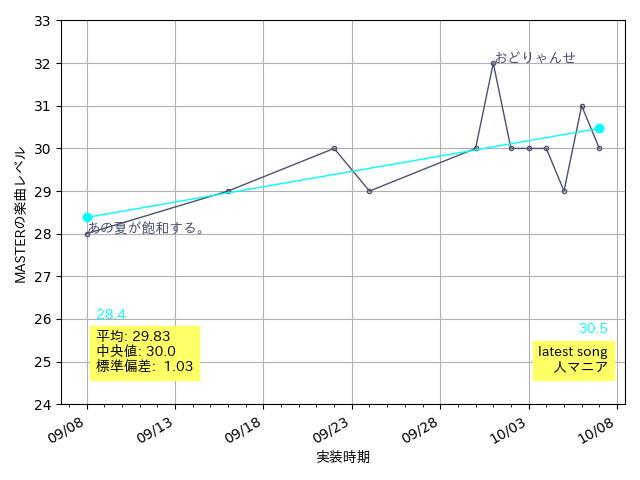 33
32
31
30
29
28
27
26
25
24
MASTERの楽曲レベル
おどりゃんせ
あの夏が飽和する。
28.4
平均: 29.83
中央値: 30.0
標準偏差: 1.03
30.5
latest song
人マニア
09/08
09/13
09/18
09/23
09/28
10/03
10/08
実装時期